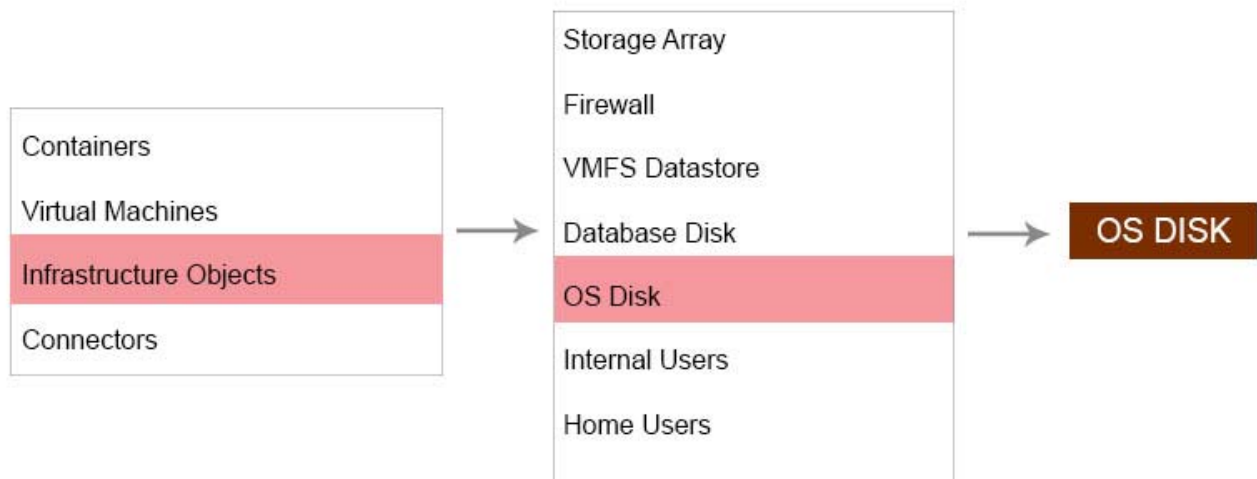 Containers
Virtual Machines
Infrastructure Objects
Connectors
Storage Array
Firewall
VMFS Datastore
Database Disk
OS Disk
Internal Users
Home Users
OS DISK